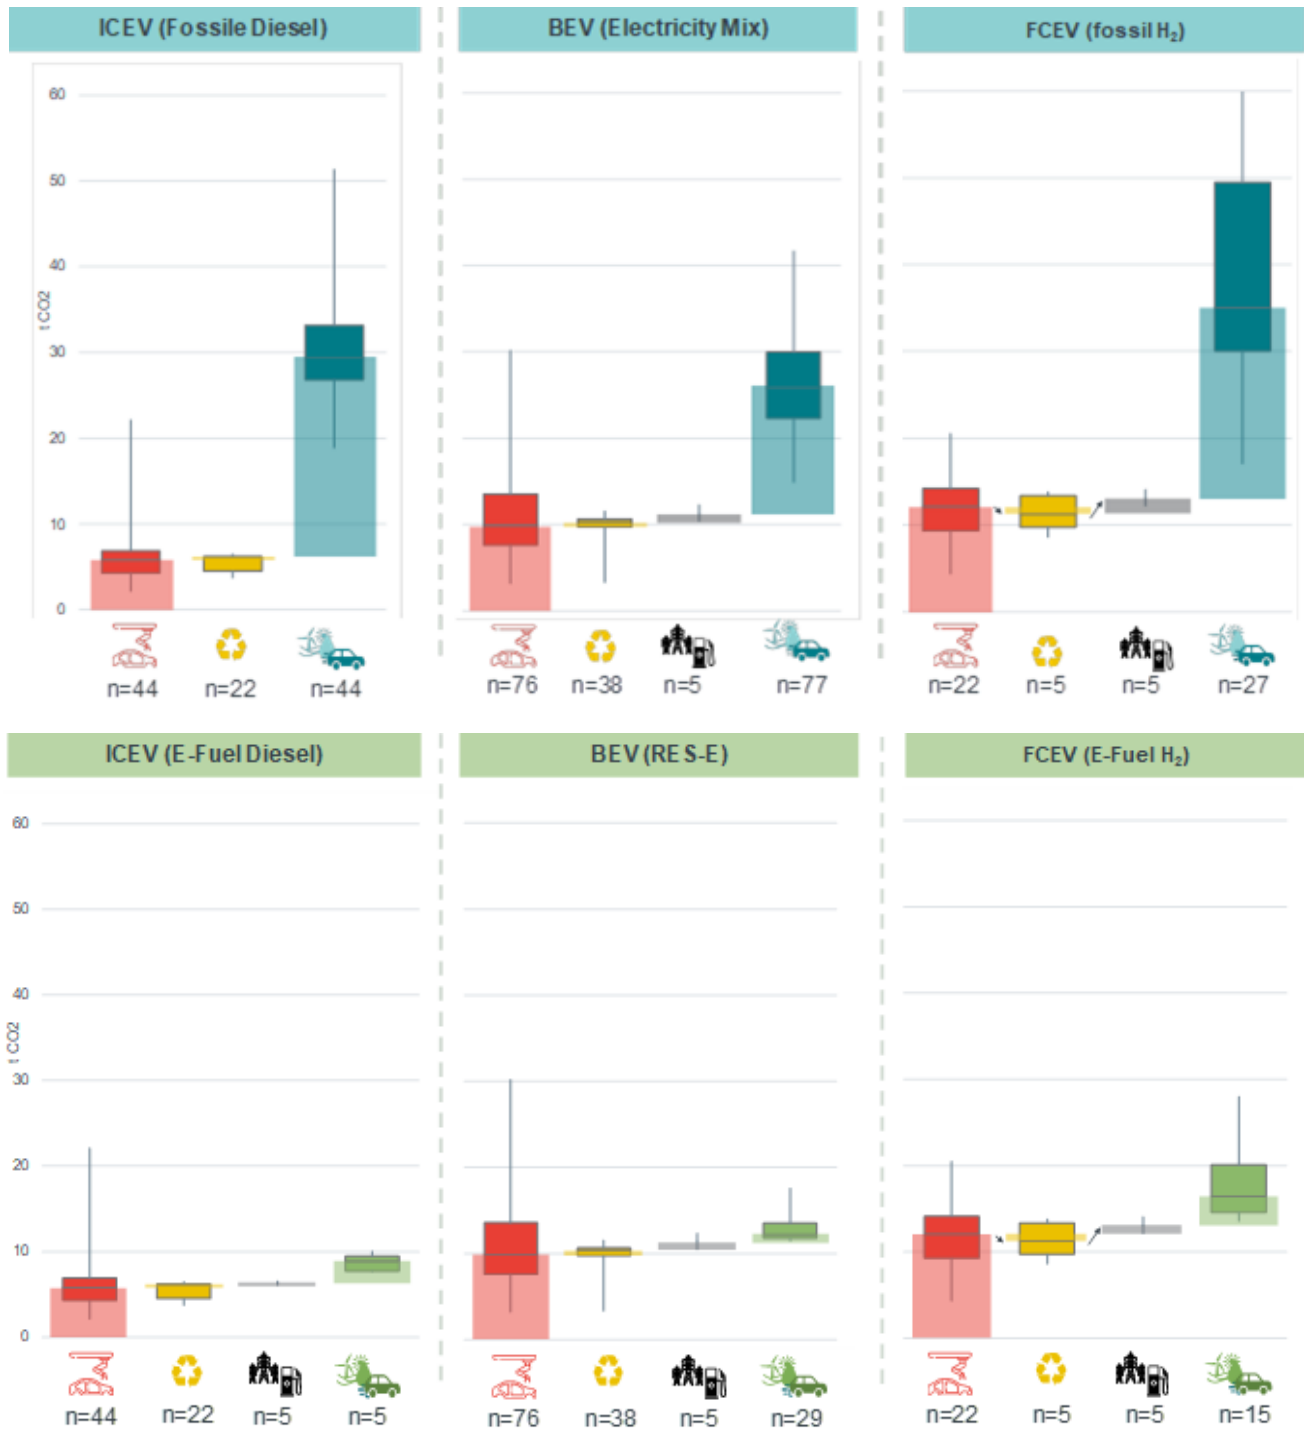 ICEV (Fossile Diesel)
BEV (Electricity Mix)
FCEV (fossil H₂)
60
50
40
t CO2
30
20
10
0
n=44
n=22
n=44
n=76
n=38
n=5
n=77
n=22
n=5
n=5
n=27
ICEV (E-Fuel Diesel)
BEV (RES-E)
FCEV (E-Fuel H₂)
60
50
40
t CO2
30
20
10
0
n=44
n=22
n=5
n=5
n=76
n=38
n=5
n=29
n=22
n=5
n=5
n=15